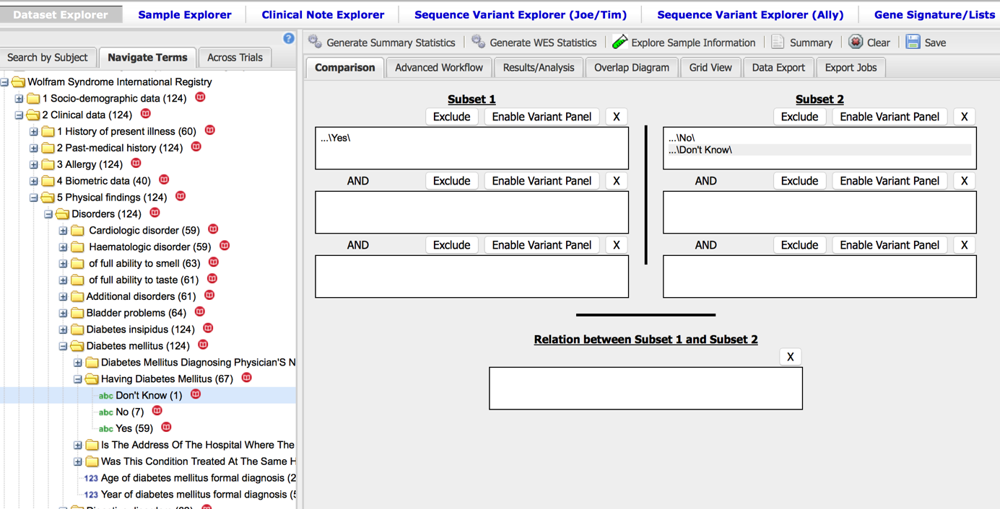 Dataset Explorer
Sample Explorer
Clinical Note Explorer
Sequence Variant Explorer (Joe/Tim)
Sequence Variant Explorer (Ally)
Gene Signature/Lists
?
Search by Subject
Navigate Terms
Across Trials
Wolfram Syndrome International Registry
1 Socio-demographic data (124)
2 Clinical data (124)
1 History of present illness (60)
2 Past-medical history (124)
3 Allergy (124)
4 Biometric data (40)
5 Physical findings (124)
Disorders (124)
Cardiologic disorder (59)
Haematologic disorder (59)
of full ability to smell (63)
of full ability to taste (61)
Additional disorders (61)
Bladder problems (64)
Diabetes insipidus (124)
Diabetes mellitus (124)
Diabetes Mellitus Diagnosing Physician'S N
Having Diabetes Mellitus (67)
abc Don't Know (1)
abc No (7)
abc Yes (59)
Is The Address Of The Hospital Where The
Was This Condition Treated At The Same H
123 Age of diabetes mellitus formal diagnosis (2
123 Year of diabetes mellitus formal diagnosis (5
Generate Summary Statistics
Generate WES Statistics
Explore Sample Information
Summary
Clear
Save
Comparison
Advanced Workflow
Results/Analysis
Overlap Diagram
Grid View
Data Export
Export Jobs
Subset 1
Exclude
Enable Variant Panel
X
...\Yes\
AND
Exclude
Enable Variant Panel
X
AND
Exclude
Enable Variant Panel
X
Subset 2
Exclude
Enable Variant Panel
X
...\No\
...\Don't Know\
AND
Exclude
Enable Variant Panel
X
AND
Exclude
Enable Variant Panel
X
Relation between Subset 1 and Subset 2
X